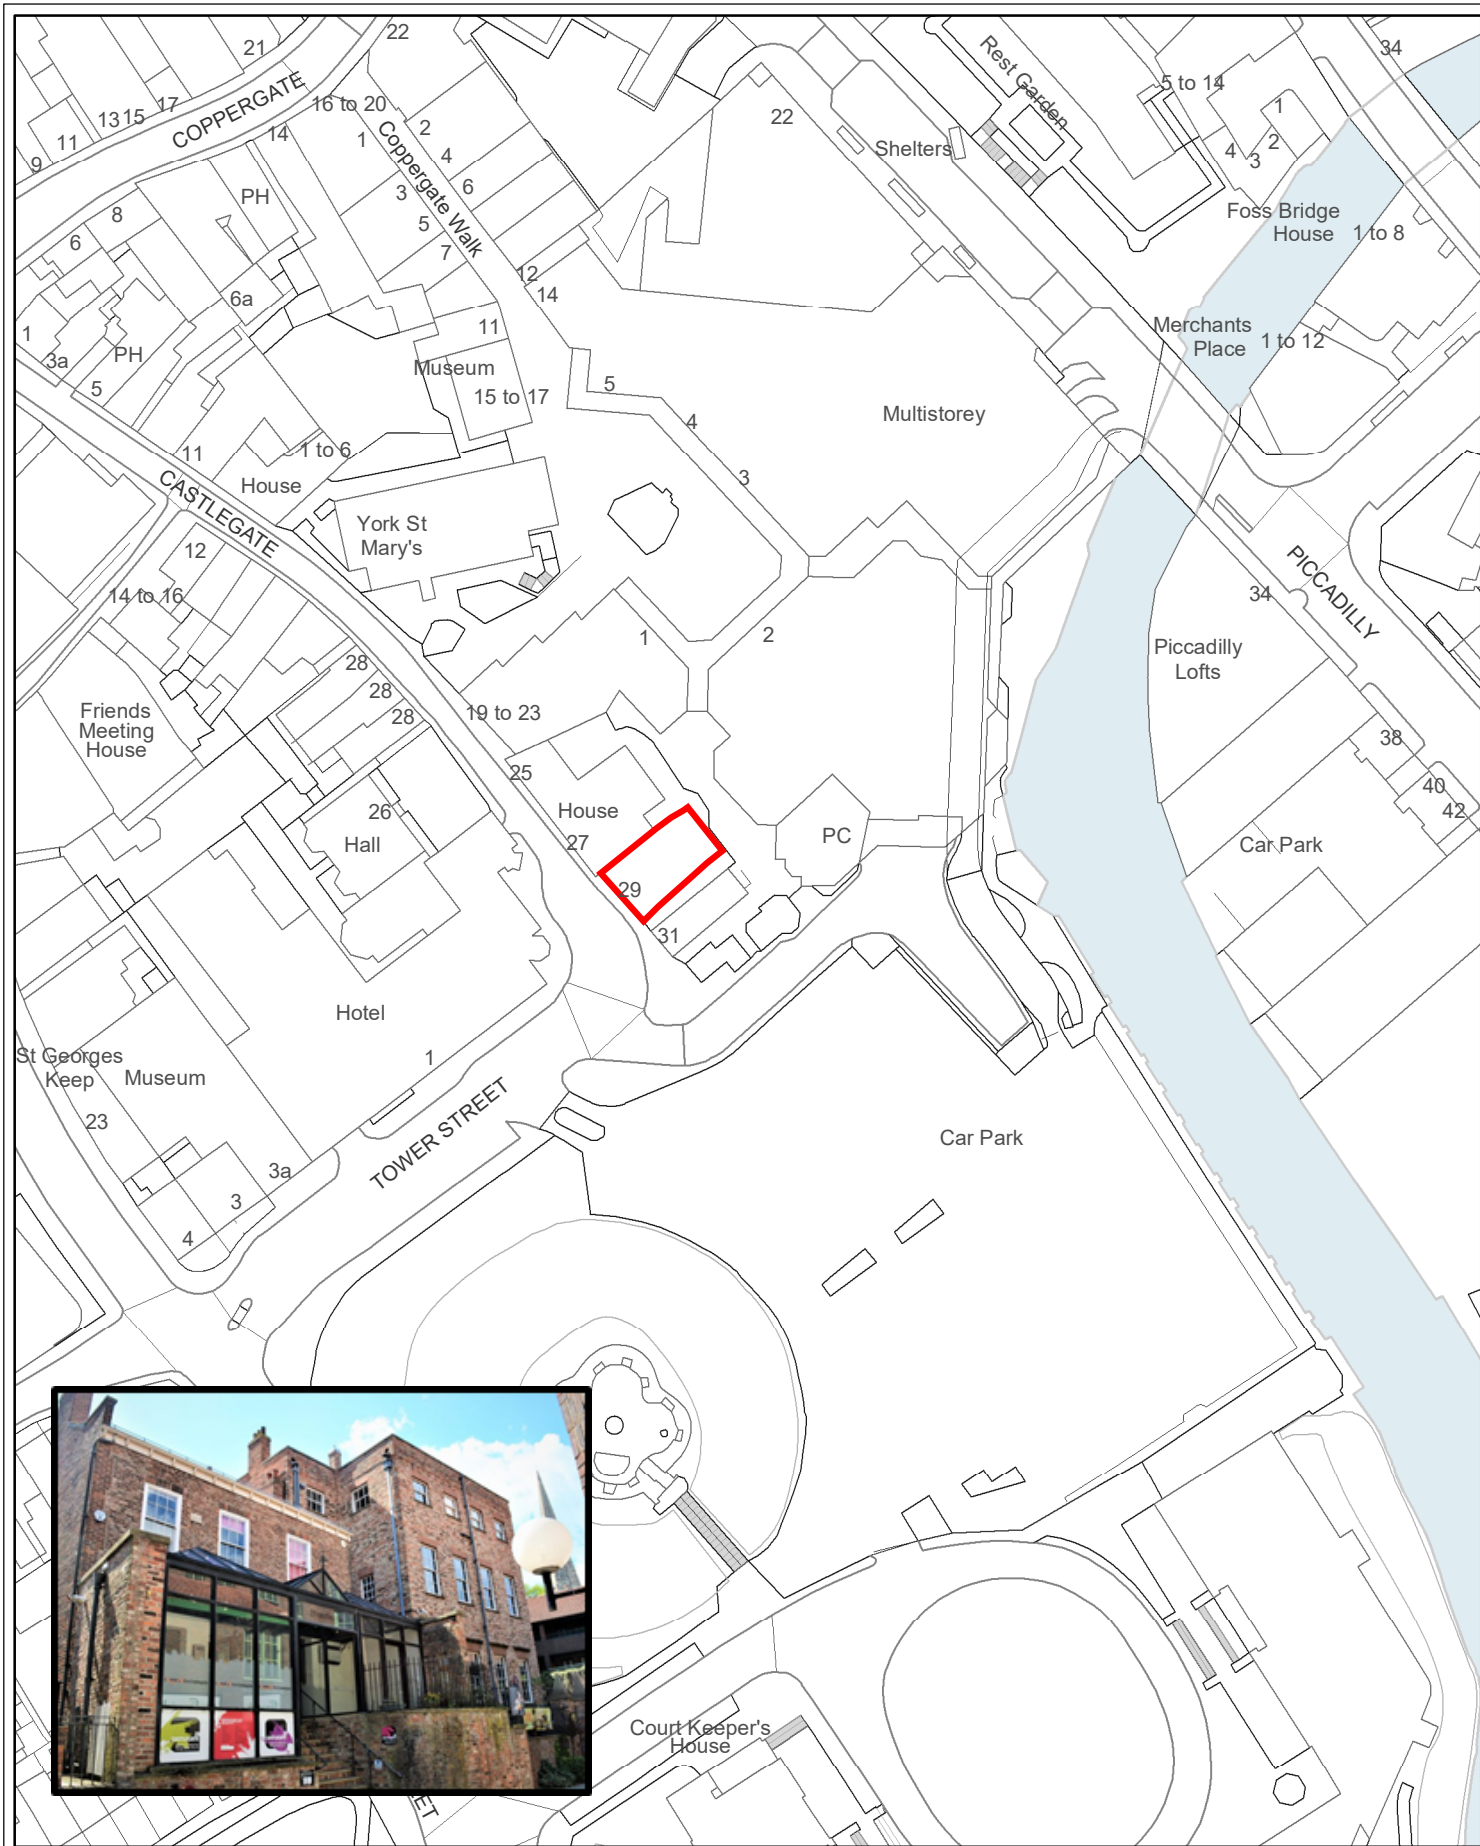 21
22
34
COPPERGATE
17
13
15
11
9
14
16 to 20
1
Coppergate Walk
2
4
6
3
5
7
12
14
22
Shelters
Rest Garden
5 to 14
1
2
3
4
Foss Bridge
House
1 to 8
PH
8
6
6a
1
3a
PH
5
11
Museum
15 to 17
Merchants
Place
1 to 12
5
4
3
Multistorey
11
1 to 6
House
CASTLEGATE
York St
Mary's
12
14 to 16
PICCADILLY
34
Piccadilly
Lofts
1
2
28
28
28
Friends
Meeting
House
19 to 23
25
House
27
29
31
PC
26
Hall
38
40
42
Car Park
Hotel
1
St Georges
Keep
Museum
23
TOWER STREET
Car Park
3a
3
4
Court Keeper's
House
ET